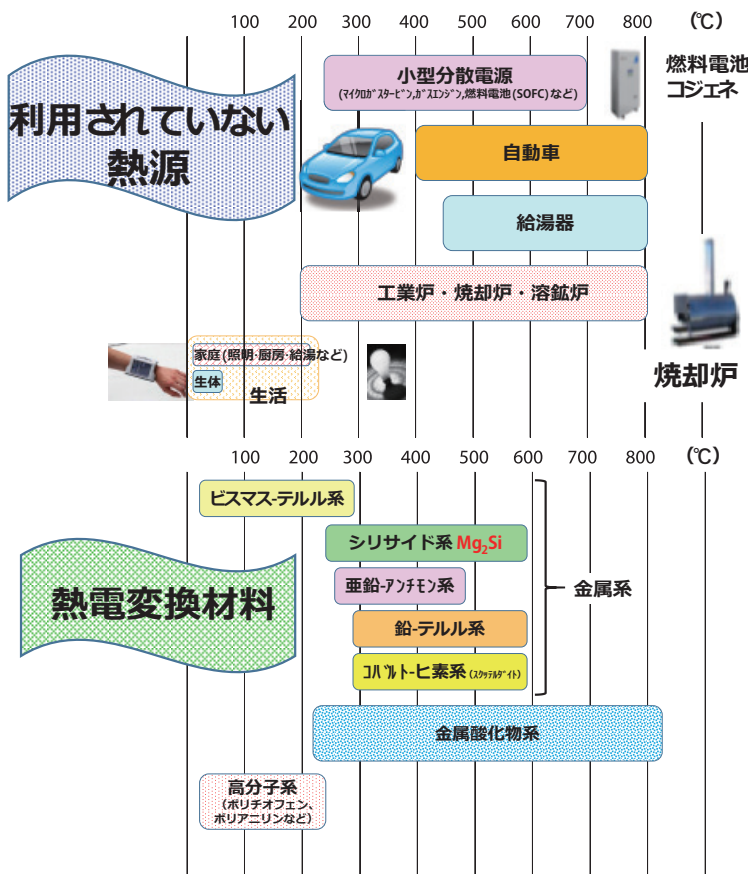 100 200 300 400 500 600 700 800 (℃)
利用されていない
熱源
小型分散電源
(ﾏｲｸﾛｶﾞｽﾀｰﾋﾞﾝ,ｶﾞｽｴﾝｼﾞﾝ,燃料電池(SOFC)など)
燃料電池
コジェネ
自動車
給湯器
工業炉・焼却炉・溶鉱炉
焼却炉
家庭(照明･厨房･給湯など)
生体
生活
100 200 300 400 500 600 700 800 (℃)
熱電変換材料
ビスマス-テルル系
シリサイド系 Mg₂Si
亜鉛-ｱﾝﾁﾓﾝ系
鉛-テルル系
ｺﾊﾞﾙﾄ-ヒ素系 (ｽｸｯﾃﾙﾀﾞｲﾄ)
金属系
金属酸化物系
高分子系
(ポリチオフェン、
ポリアニリンなど)